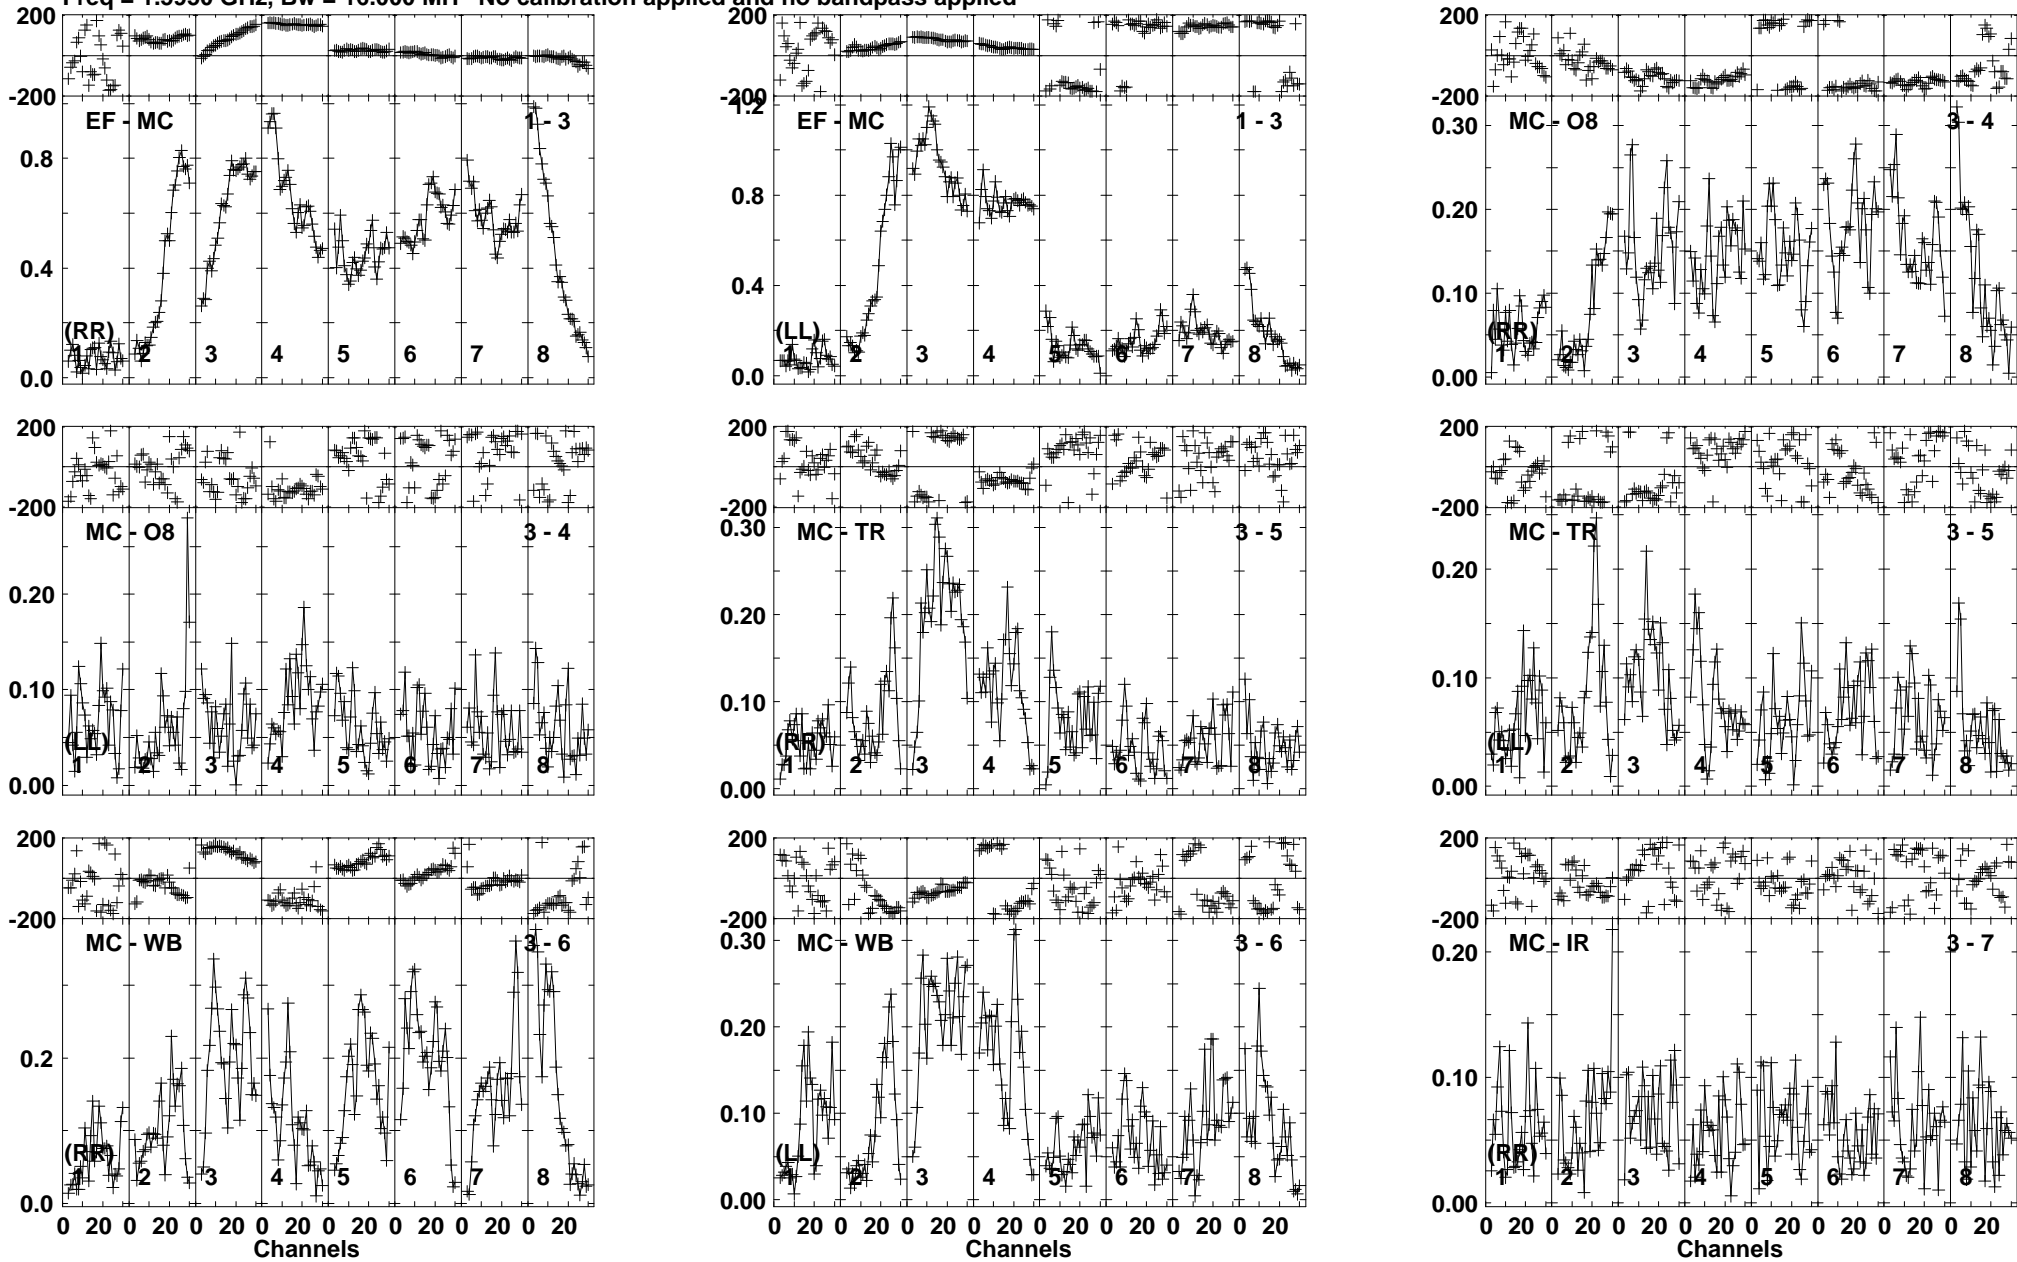 Freq = 1.5950 GHz, Bw = 16.000 MH No calibration applied and no bandpass applied
200 200 200
-200 -200 -200
EF - MC 1 - 3 EF - MC 1 - 3 MC - O8 3 - 4
1.2
0.8 0.8 0.30
0.4 0.4 0.20
0.10
0.0 0.0 0.00
(RR) (LL) (RR)
1 2 3 4 5 6 7 8 1 2 3 4 5 6 7 8 1 2 3 4 5 6 7 8
200 200 200
-200 -200 -200
MC - O8 3 - 4 MC - TR 3 - 5 MC - TR 3 - 5
0.20 0.30 0.20
0.10 0.20 0.10
0.10
0.00 0.00 0.00
(LL) (RR) (LL)
1 2 3 4 5 6 7 8 1 2 3 4 5 6 7 8 1 2 3 4 5 6 7 8
200 200 200
-200 -200 -200
MC - WB 3 - 6 MC - WB 3 - 6 MC - IR 3 - 7
0.2 0.30 0.20
0.20 0.10
0.10
0.0 0.00 0.00
(RR) (LL) (RR)
1 2 3 4 5 6 7 8 1 2 3 4 5 6 7 8 1 2 3 4 5 6 7 8
0 20 0 20 0 20 0 20 0 20 0 20 0 20 0 20 0 20 0 20 0 20 0 20 0 20 0 20 0 20 0 20 0 20 0 20 0 20 0 20 0 20 0 20 0 20 0 20
Channels Channels Channels